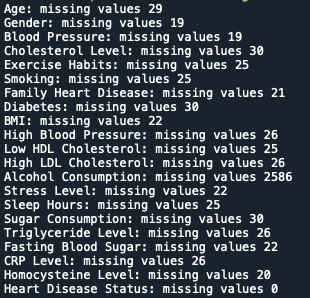 Age: missing values 29
Gender: missing values 19
Blood Pressure: missing values 19
Cholesterol Level: missing values 30
Exercise Habits: missing values 25
Smoking: missing values 25
Family Heart Disease: missing values 21
Diabetes: missing values 30
BMI: missing values 22
High Blood Pressure: missing values 26
Low HDL Cholesterol: missing values 25
High LDL Cholesterol: missing values 26
Alcohol Consumption: missing values 2586
Stress Level: missing values 22
Sleep Hours: missing values 25
Sugar Consumption: missing values 30
Triglyceride Level: missing values 26
Fasting Blood Sugar: missing values 22
CRP Level: missing values 26
Homocysteine Level: missing values 20
Heart Disease Status: missing values 0